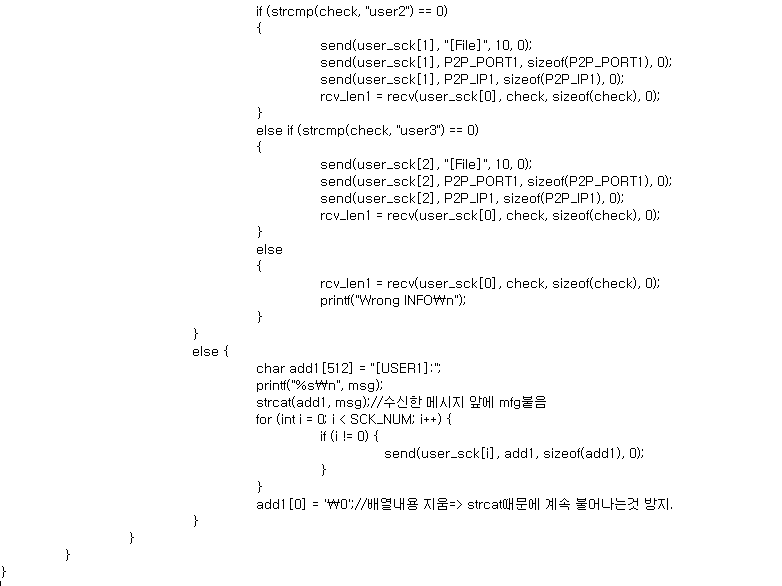 if (strcmp(check, "user2") == 0)
{
send(user_sck[1], "[File]", 10, 0);
send(user_sck[1], P2P_PORT1, sizeof(P2P_PORT1), 0);
send(user_sck[1], P2P_IP1, sizeof(P2P_IP1), 0);
rcv_len1 = recv(user_sck[0], check, sizeof(check), 0);
}
else if (strcmp(check, "user3") == 0)
{
send(user_sck[2], "[File]", 10, 0);
send(user_sck[2], P2P_PORT1, sizeof(P2P_PORT1), 0);
send(user_sck[2], P2P_IP1, sizeof(P2P_IP1), 0);
rcv_len1 = recv(user_sck[0], check, sizeof(check), 0);
}
else
{
rcv_len1 = recv(user_sck[0], check, sizeof(check), 0);
printf("Wrong INFO₩n");
}
}
else {
char add1[512] = "[USER1]:";
printf("%s₩n", msg);
strcat(add1, msg);//수신한 메시지 앞에 mfg붙음
for (int i = 0; i < SCK_NUM; i++) {
if (i != 0) {
send(user_sck[i], add1, sizeof(add1), 0);
}
}
add1[0] = '₩0';//배열내용 지움=> strcat때문에 계속 불어나는것 방지.
}
}
}
}